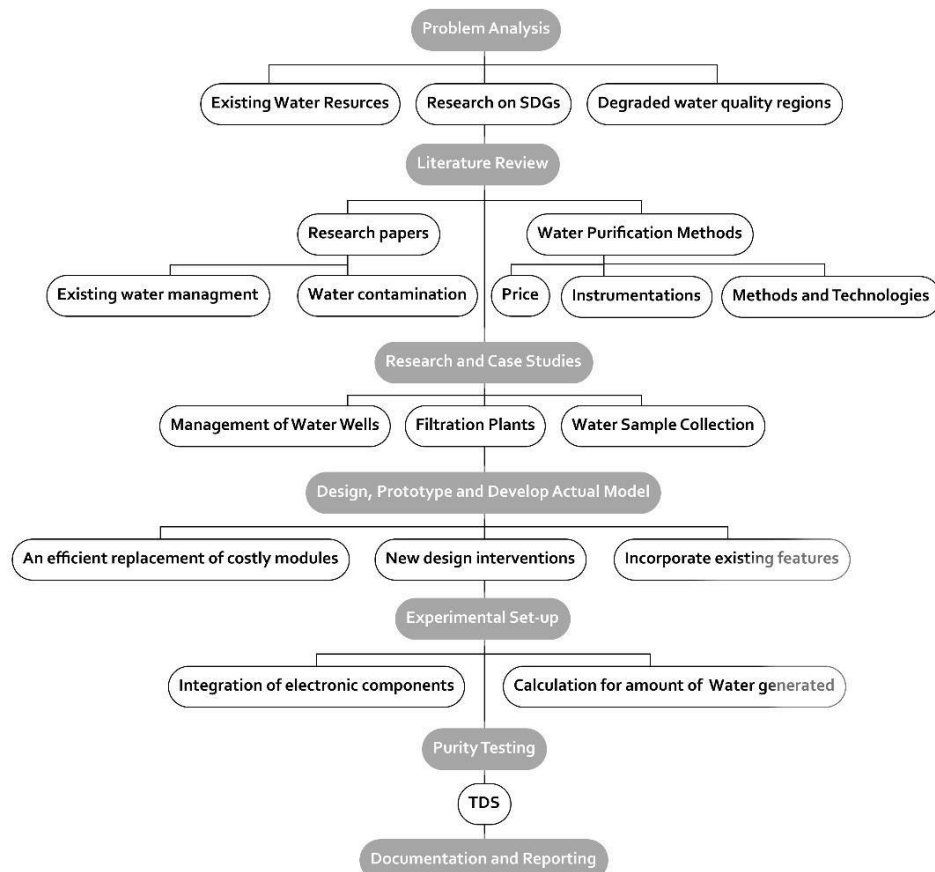 Problem Analysis
Existing Water Resurces
Research on SDGs
Degraded water quality regions
Literature Review
Research papers
Water Purification Methods
Existing water managment
Water contamination
Price
Instrumentations
Methods and Technologies
Research and Case Studies
Management of Water Wells
Filtration Plants
Water Sample Collection
Design, Prototype and Develop Actual Model
An efficient replacement of costly modules
New design interventions
Incorporate existing features
Experimental Set-up
Integration of electronic components
Calculation for amount of Water generated
Purity Testing
TDS
Documentation and Reporting